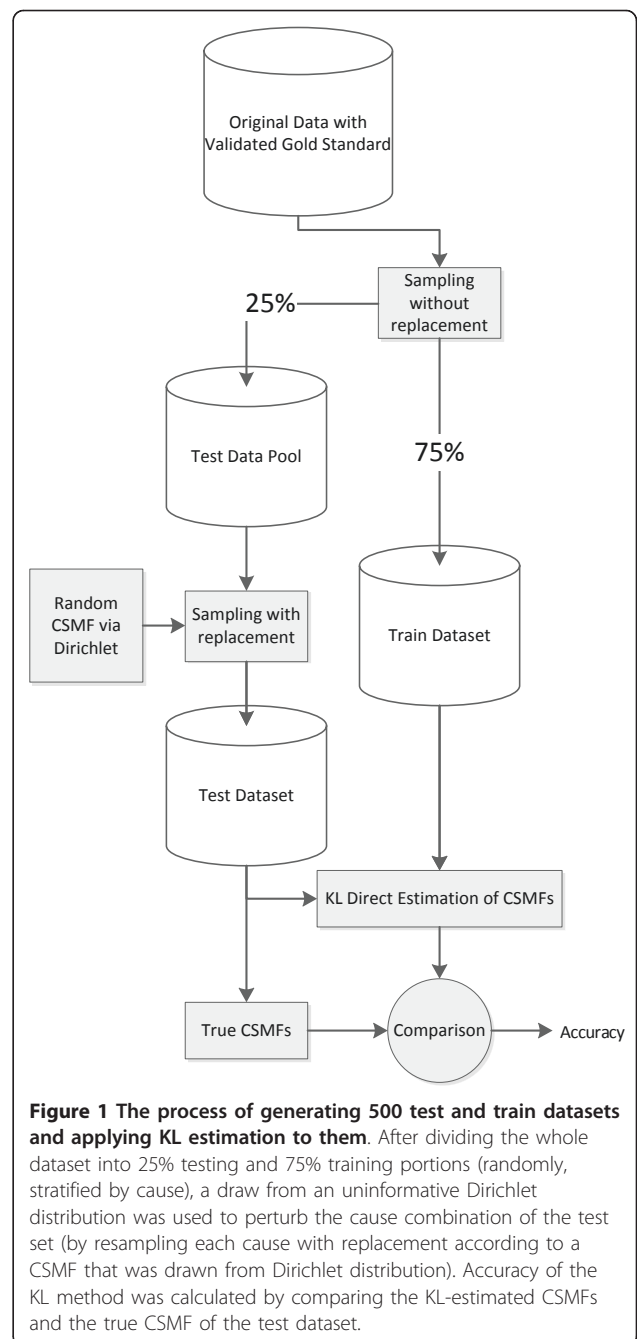 Original Data with
Validated Gold Standard
Sampling
without
replacement
25%
75%
Test Data Pool
Random
CSMF via
Dirichlet
Sampling with
replacement
Train Dataset
Test Dataset
KL Direct Estimation of CSMFs
True CSMFs
Comparison
Accuracy
Figure 1 The process of generating 500 test and train datasets
and applying KL estimation to them. After dividing the whole
dataset into 25% testing and 75% training portions (randomly,
stratified by cause), a draw from an uninformative Dirichlet
distribution was used to perturb the cause combination of the test
set (by resampling each cause with replacement according to a
CSMF that was drawn from Dirichlet distribution). Accuracy of the
KL method was calculated by comparing the KL-estimated CSMFs
and the true CSMF of the test dataset.